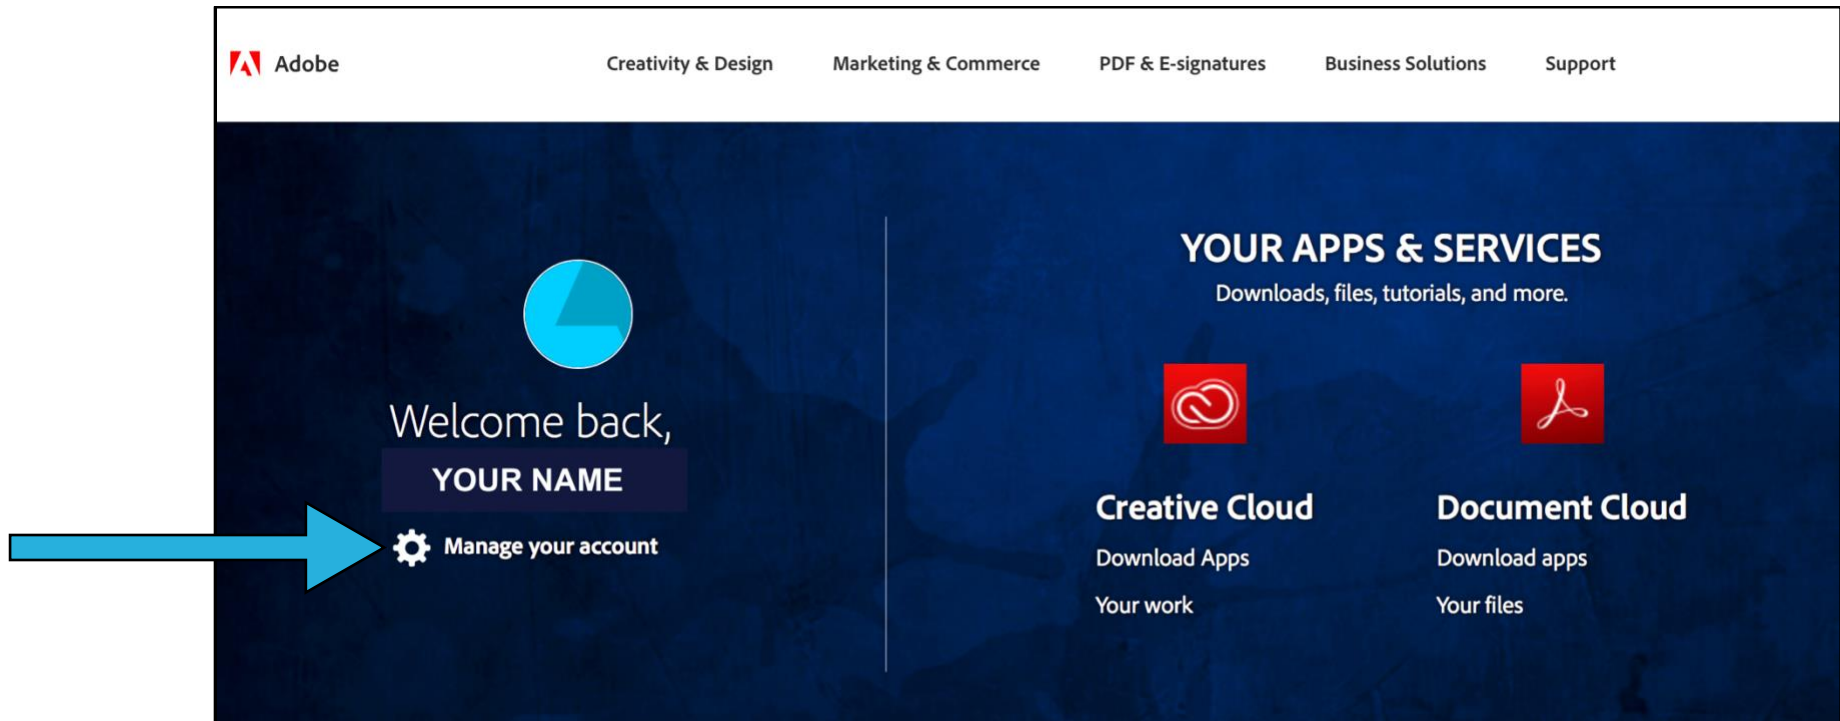 Adobe
Creativity & Design
Marketing & Commerce
PDF & E-signatures
Business Solutions
Support
Welcome back,
YOUR NAME
Manage your account
YOUR APPS & SERVICES
Downloads, files, tutorials, and more.
Creative Cloud
Download Apps
Your work
Document Cloud
Download apps
Your files